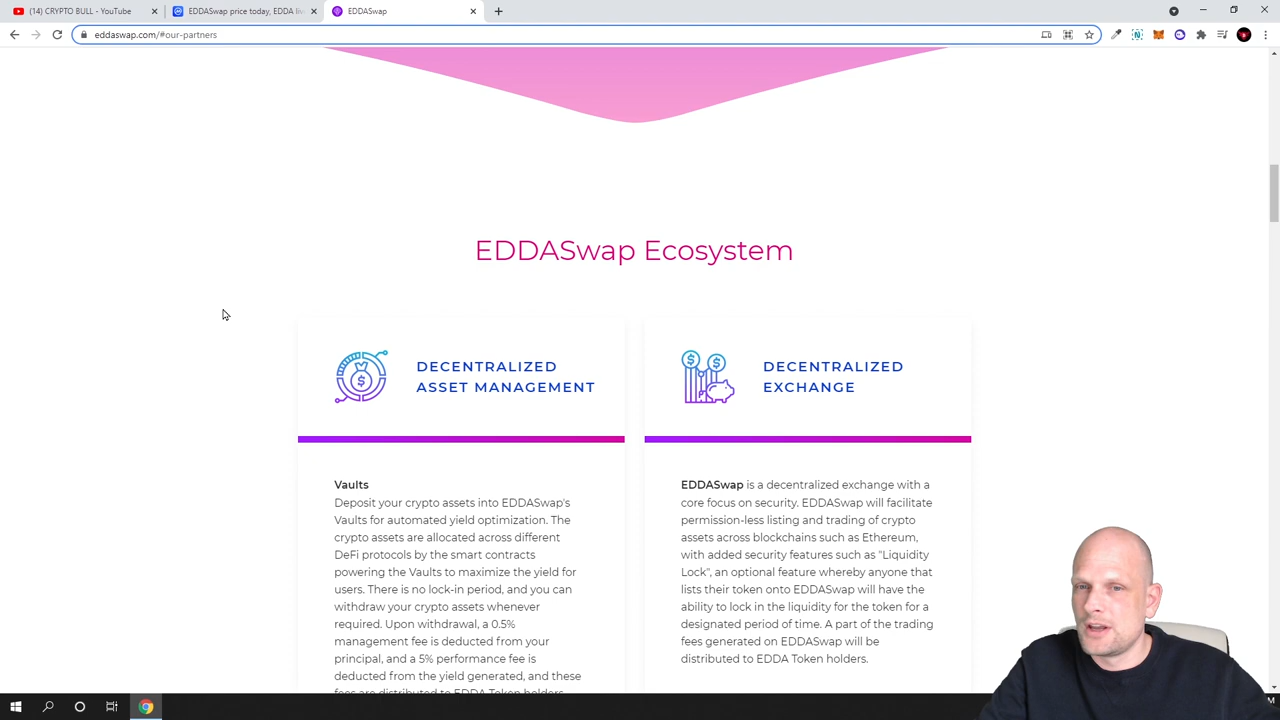 (14) CRYPTO BULL - YouTube
EDDASwap price today, EDDA liv
EDDASwap
eddaswap.com/#our-partners
EDDASwap Ecosystem
DECENTRALIZED
ASSET MANAGEMENT
Vaults
Deposit your crypto assets into EDDASwap's
Vaults for automated yield optimization. The
crypto assets are allocated across different
DeFi protocols by the smart contracts
powering the Vaults to maximize the yield for
users. There is no lock-in period, and you can
withdraw your crypto assets whenever
required. Upon withdrawal, a 0.5%
management fee is deducted from your
principal, and a 5% performance fee is
deducted from the yield generated, and these
fees are distributed to EDDA Token holders
DECENTRALIZED
EXCHANGE
EDDASwap is a decentralized exchange with a
core focus on security. EDDASwap will facilitate
permission-less listing and trading of crypto
assets across blockchains such as Ethereum,
with added security features such as "Liquidity
Lock", an optional feature whereby anyone that
lists their token onto EDDASwap will have the
ability to lock in the liquidity for the token for a
designated period of time. A part of the trading
fees generated on EDDASwap will be
distributed to EDDA Token holders.